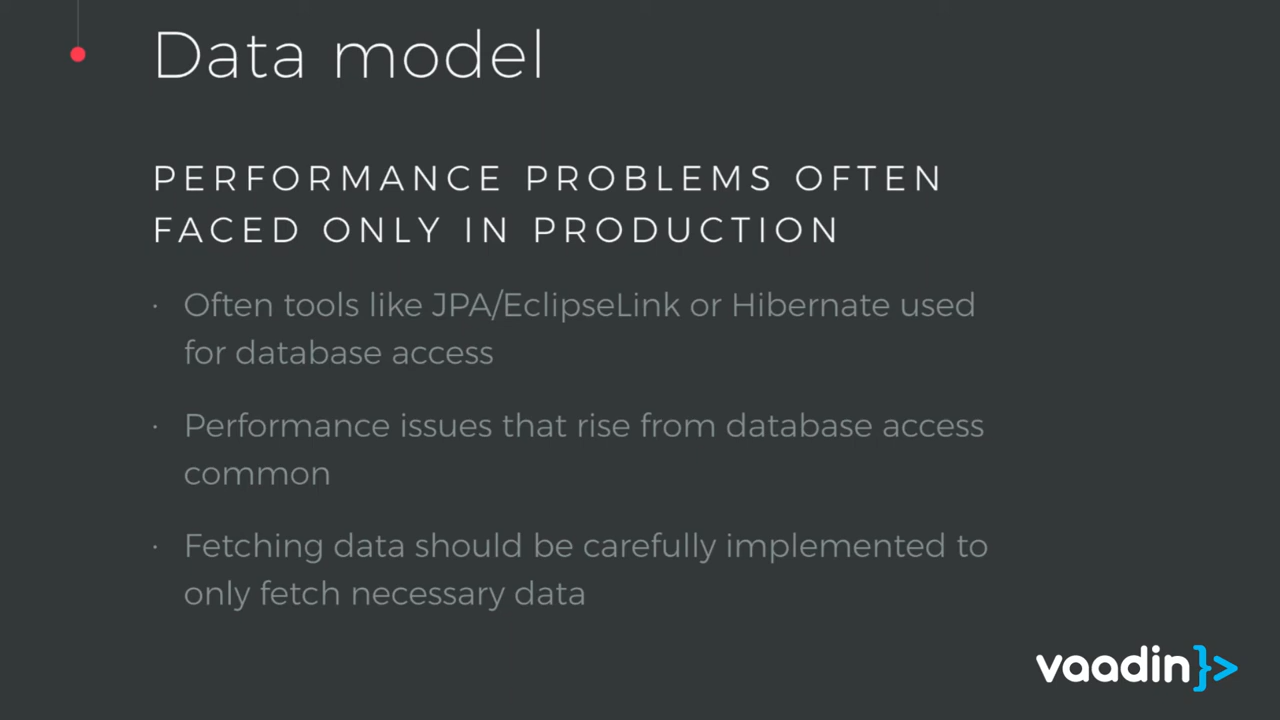 Data model
PERFORMANCE PROBLEMS OFTEN
FACED ONLY IN PRODUCTION
· Often tools like JPA/EclipseLink or Hibernate used
for database access
· Performance issues that rise from database access
common
· Fetching data should be carefully implemented to
only fetch necessary data
vaadin}>